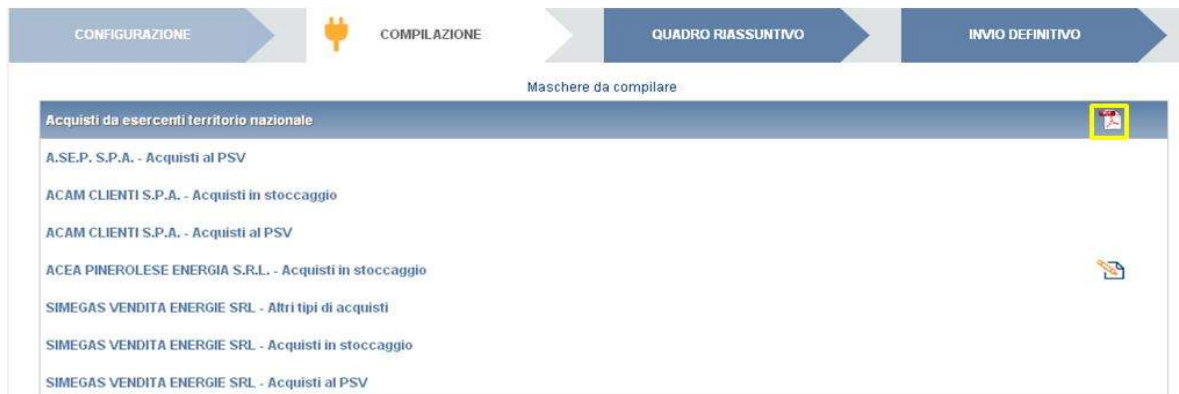 CONFIGURAZIONE
COMPILAZIONE
QUADRO RIASSUNTIVO
INVIO DEFINITIVO
Maschere da compilare
Acquisti da esercenti territorio nazionale
A.SE.P. S.P.A. - Acquisti al PSV
ACAM CLIENTI S.P.A. - Acquisti in stoccaggio
ACAM CLIENTI S.P.A. - Acquisti al PSV
ACEA PINEROLESE ENERGIA S.R.L. - Acquisti in stoccaggio
SIMEGAS VENDITA ENERGIE SRL - Altri tipi di acquisti
SIMEGAS VENDITA ENERGIE SRL - Acquisti in stoccaggio
SIMEGAS VENDITA ENERGIE SRL - Acquisti al PSV